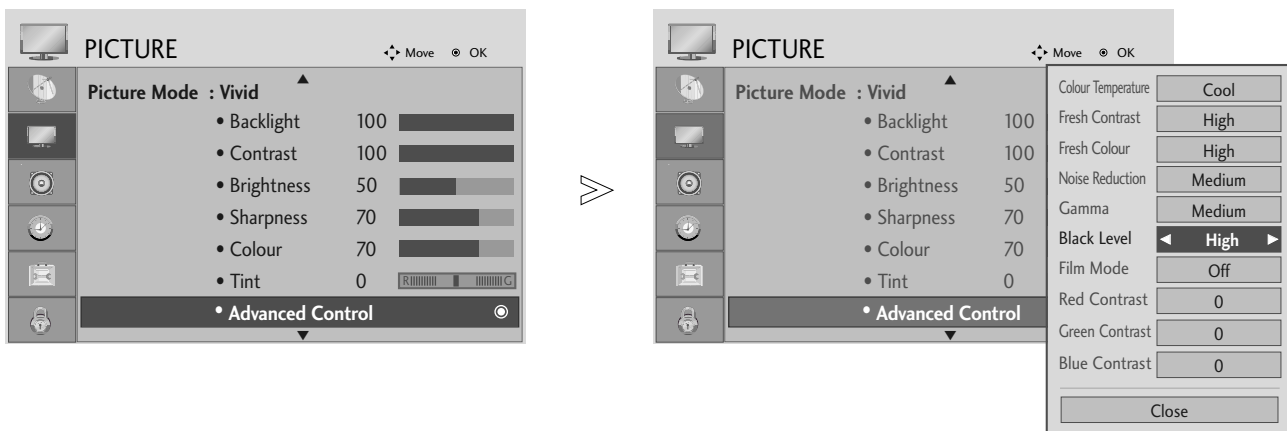 PICTURE
Move OK
Picture Mode : Vivid
• Backlight 100
• Contrast 100
• Brightness 50
• Sharpness 70
• Colour 70
• Tint 0 R G
• Advanced Control
PICTURE
Move OK
Picture Mode : Vivid
• Backlight 100
• Contrast 100
• Brightness 50
• Sharpness 70
• Colour 70
• Tint 0
• Advanced Control
Colour Temperature Cool
Fresh Contrast High
Fresh Colour High
Noise Reduction Medium
Gamma Medium
Black Level High
Film Mode Off
Red Contrast 0
Green Contrast 0
Blue Contrast 0
Close